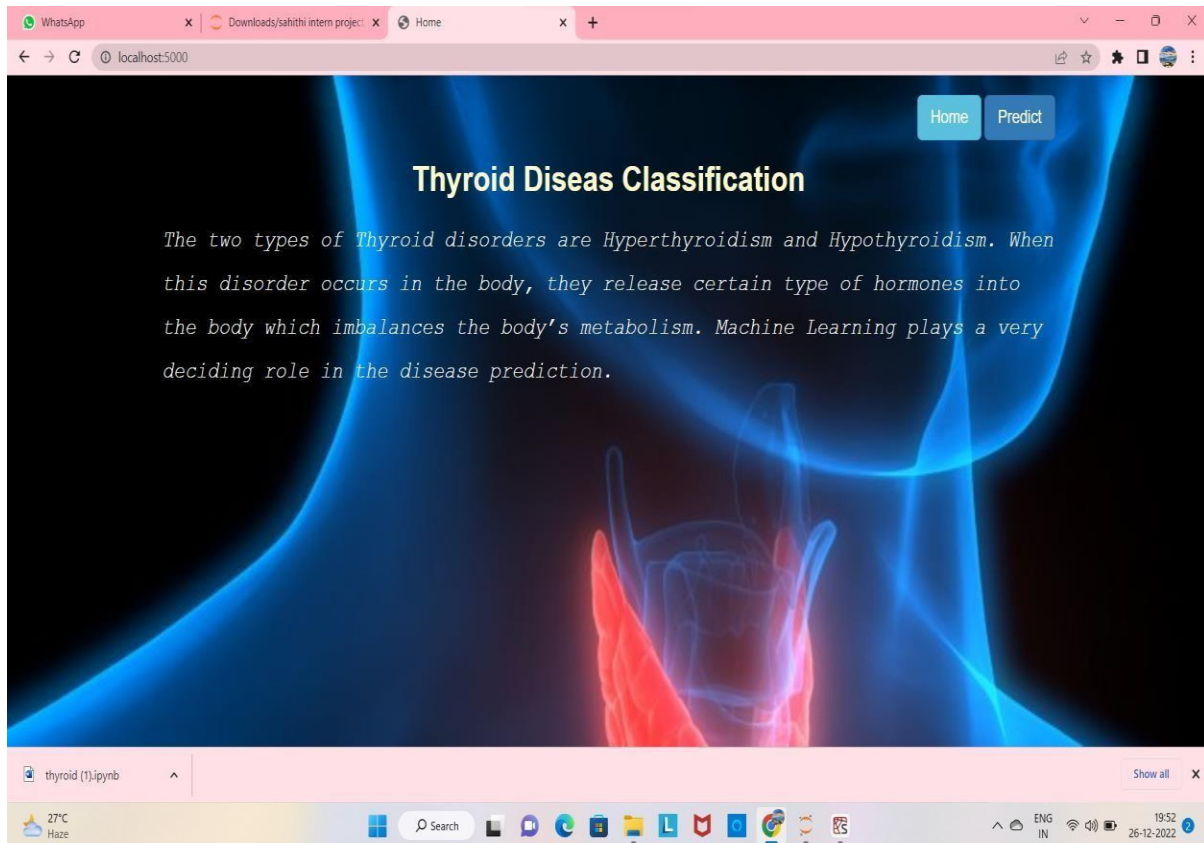 WhatsApp
Downloads/sahithi intern project
Home
localhost:5000
Home
Predict
Thyroid Diseas Classification
The two types of Thyroid disorders are Hyperthyroidism and Hypothyroidism. When
this disorder occurs in the body, they release certain type of hormones into
the body which imbalances the body's metabolism. Machine Learning plays a very
deciding role in the disease prediction.
thyroid (1).ipynb
Show all
27°C
Haze
Search
ENG
IN
19:52
26-12-2022
2